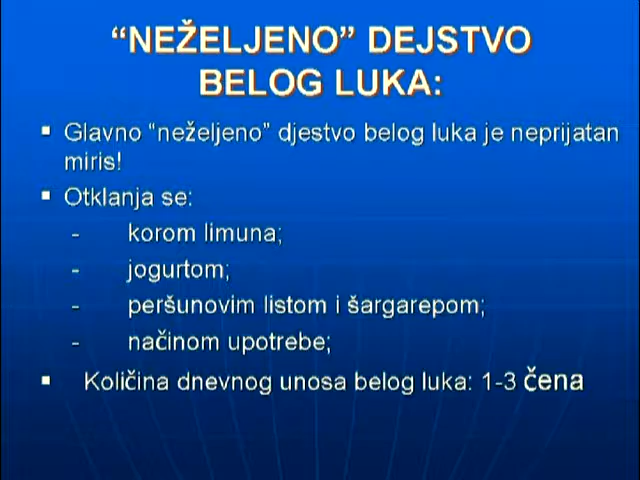 “NEŽELJENO” DEJSTVO
BELOG LUKA:
▪ Glavno “neželjeno” djestvo belog luka je neprijatan
miris!
▪ Otklanja se:
- korom limuna;
- jogurtom;
- peršunovim listom i šargarepom;
- načinom upotrebe;
▪ Količina dnevnog unosa belog luka: 1-3 čena